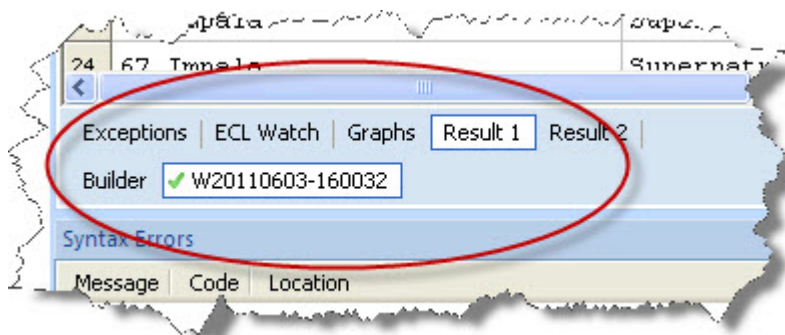 24 67 Impala
Exceptions ECL Watch Graphs Result 1 Result 2
Builder W20110603-160032
Syntax Errors
Message Code Location